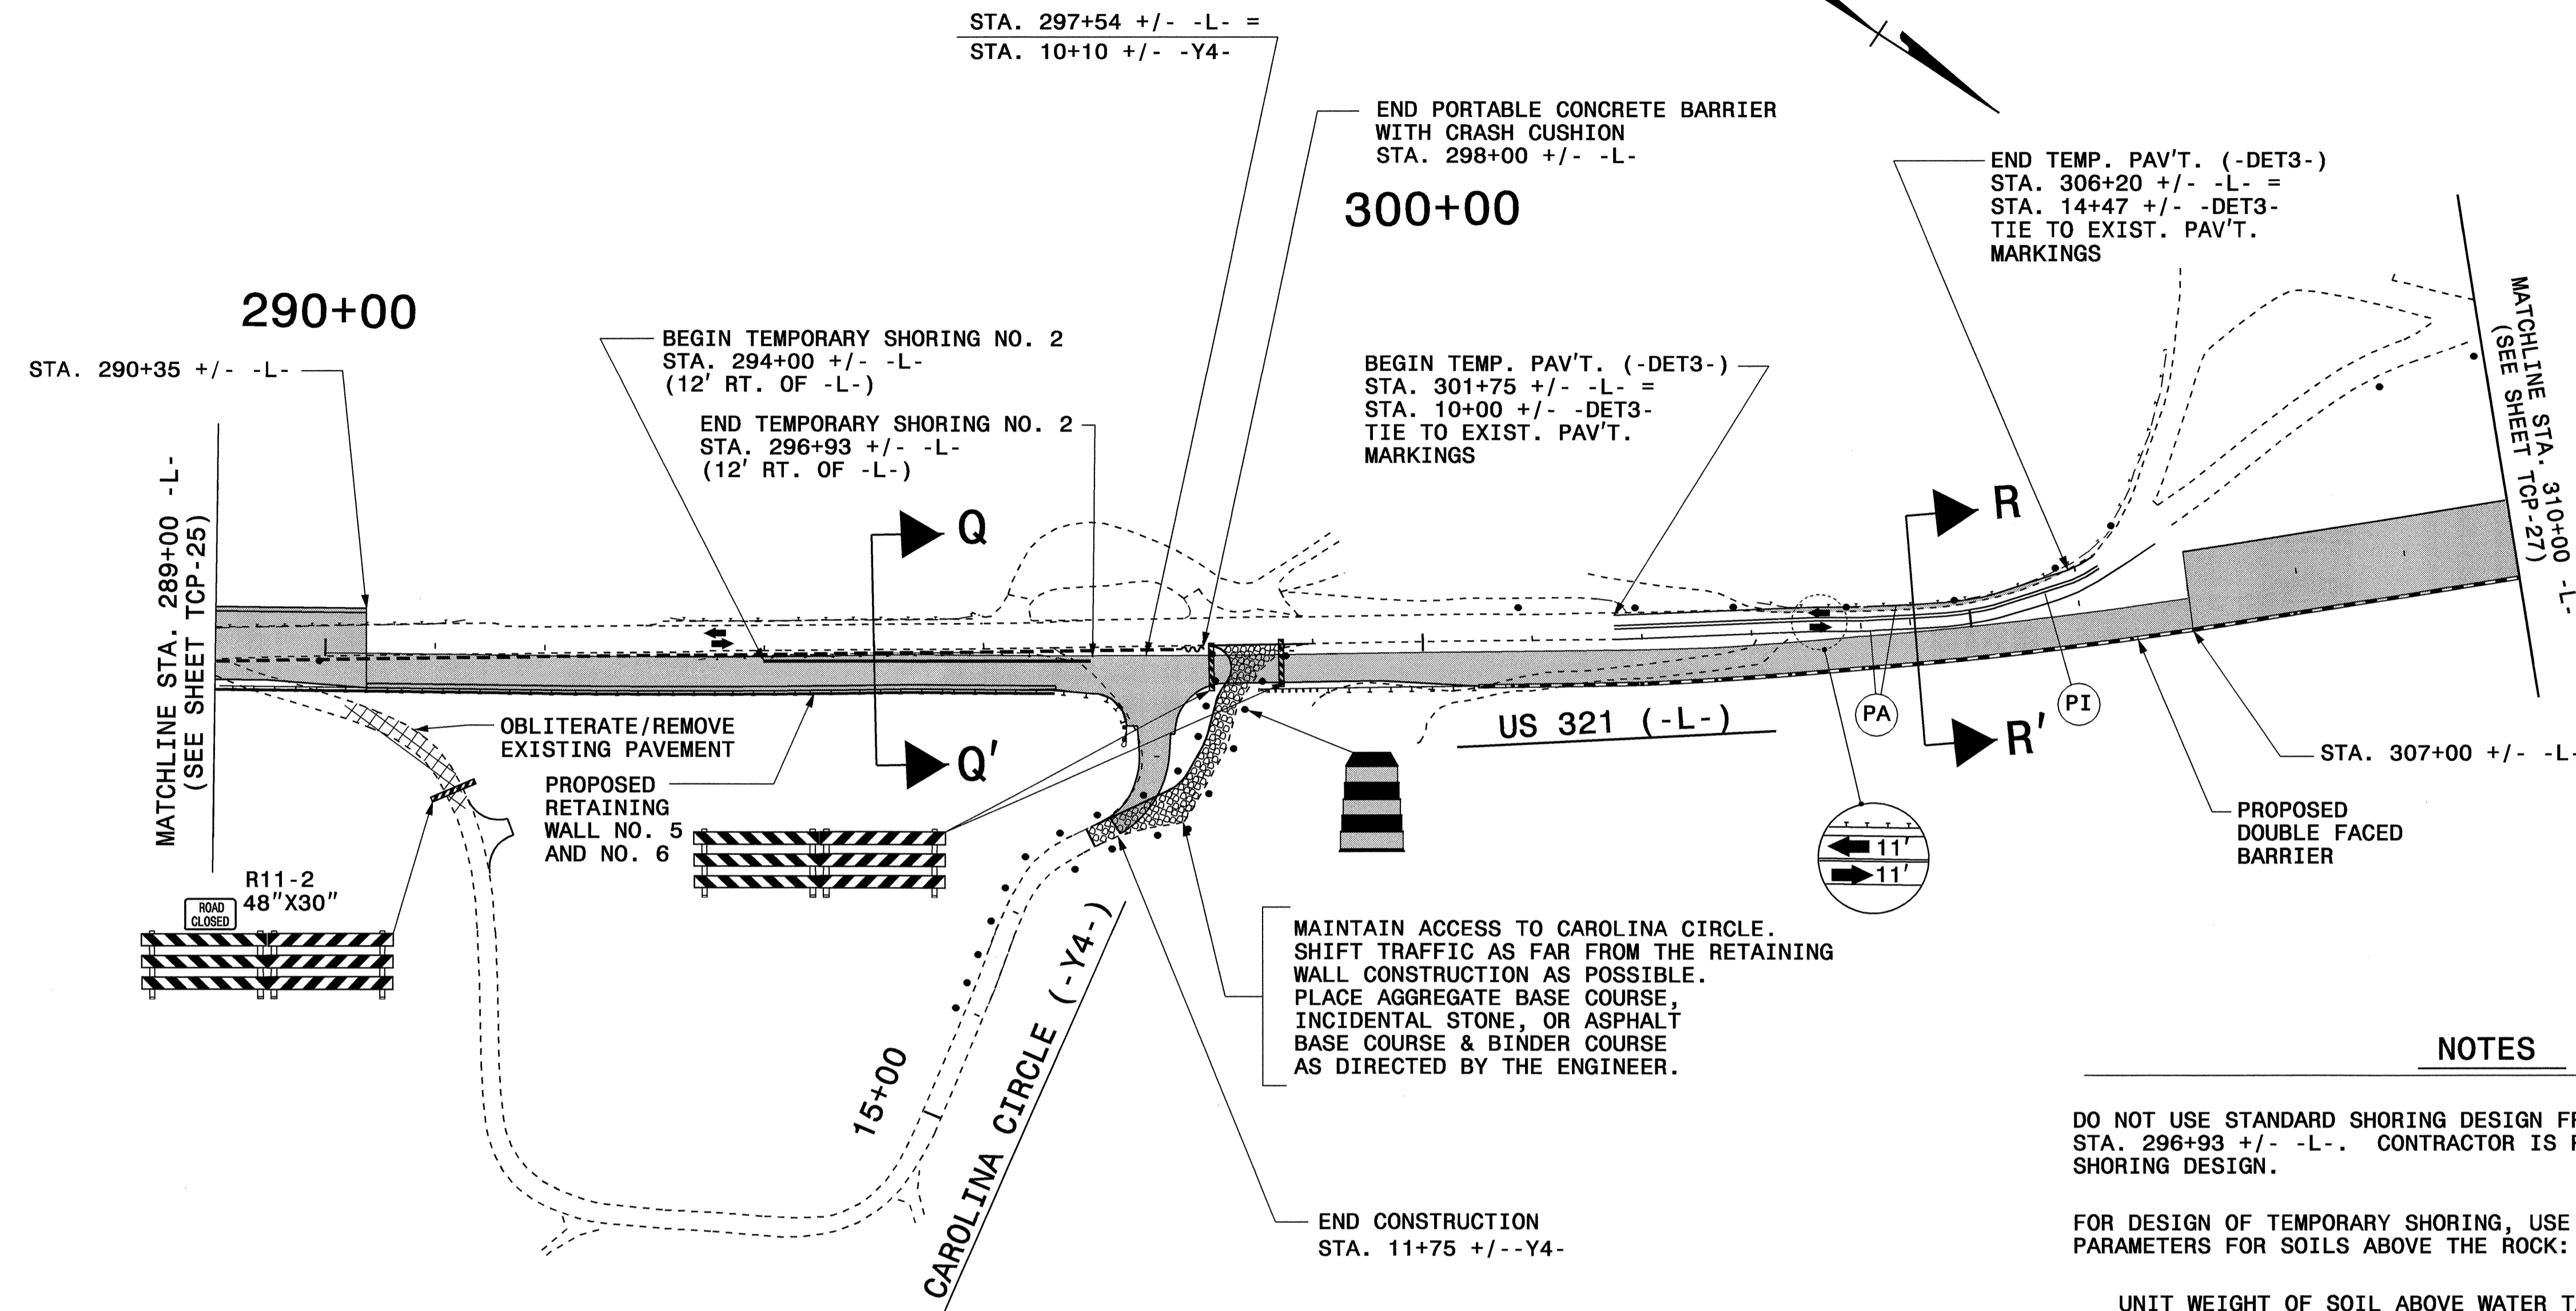 STA. 297+54 +/- -L- =
STA. 10+10 +/- -Y4-
END PORTABLE CONCRETE BARRIER
WITH CRASH CUSHION
STA. 298+00 +/- -L-
300+00
END TEMP. PAV'T. (-DET3-)
STA. 306+20 +/- -L- =
STA. 14+47 +/- -DET3-
TIE TO EXIST. PAV'T.
MARKINGS
290+00
STA. 290+35 +/- -L-
BEGIN TEMPORARY SHORING NO. 2
STA. 294+00 +/- -L-
(12' RT. OF -L-)
END TEMPORARY SHORING NO. 2
STA. 296+93 +/- -L-
(12' RT. OF -L-)
BEGIN TEMP. PAV'T. (-DET3-)
STA. 301+75 +/- -L- =
STA. 10+00 +/- -DET3-
TIE TO EXIST. PAV'T.
MARKINGS
MATCHLINE STA. 310+00 -L-
(SEE SHEET TCP-27)
MATCHLINE STA. 289+00 -L-
(SEE SHEET TCP-25)
Q
R
Q'
R'
OBLITERATE/REMOVE
EXISTING PAVEMENT
PROPOSED
RETAINING
WALL NO. 5
AND NO. 6
US 321 (-L-)
PA
PI
STA. 307+00 +/- -L-
PROPOSED
DOUBLE FACED
BARRIER
11'
11'
R11-2
48"X30"
ROAD
CLOSED
MAINTAIN ACCESS TO CAROLINA CIRCLE.
SHIFT TRAFFIC AS FAR FROM THE RETAINING
WALL CONSTRUCTION AS POSSIBLE.
PLACE AGGREGATE BASE COURSE,
INCIDENTAL STONE, OR ASPHALT
BASE COURSE & BINDER COURSE
AS DIRECTED BY THE ENGINEER.
15+00
CAROLINA CIRCLE (-Y4-)
END CONSTRUCTION
STA. 11+75 +/--Y4-
NOTES
DO NOT USE STANDARD SHORING DESIGN
STA. 296+93 +/- -L-. CONTRACTOR IS
SHORING DESIGN.
FOR DESIGN OF TEMPORARY SHORING, USE
PARAMETERS FOR SOILS ABOVE THE ROCK:
UNIT WEIGHT OF SOIL ABOVE WATER